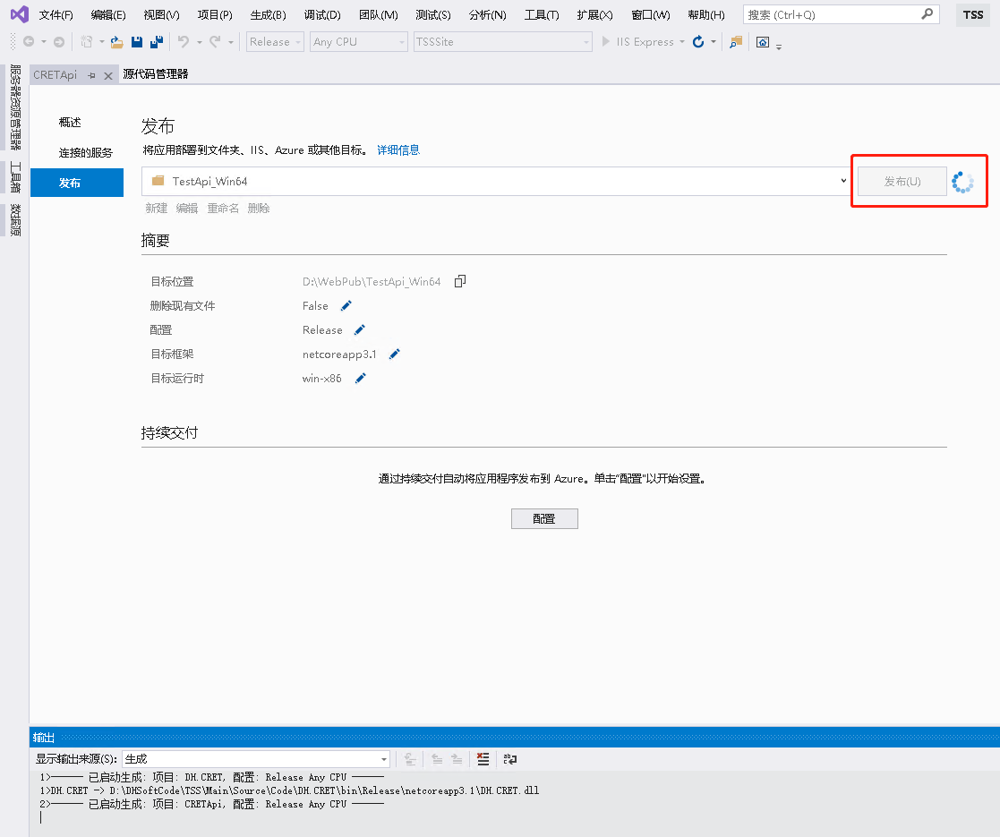 文件(F) 编辑(E) 视图(V) 项目(P) 生成(B) 调试(D) 团队(M) 测试(S) 分析(N) 工具(T) 扩展(X) 窗口(W) 帮助(H) 搜索 (Ctrl+Q) TSS
Release Any CPU TSSSite IIS Express
服务器资源管理器
工具箱
数据源
CRETApi 源代码管理器
概述
连接的服务
发布
发布
将应用部署到文件夹、IIS、Azure 或其他目标。 详细信息
TestApi_Win64 发布(U)
新建 编辑 重命名 删除
摘要
目标位置 D:\WebPub\TestApi_Win64
删除现有文件 False
配置 Release
目标框架 netcoreapp3.1
目标运行时 win-x86
持续交付
通过持续交付自动将应用程序发布到 Azure。单击"配置"以开始设置。
配置
输出
显示输出来源(S): 生成
1>------ 已启动生成: 项目: DH.CRET, 配置: Release Any CPU ------
1>DH.CRET -> D:\DHSoftCode\TSS\Main\Source\Code\DH.CRET\bin\Release\netcoreapp3.1\DH.CRET.dll
2>------ 已启动生成: 项目: CRETApi, 配置: Release Any CPU ------